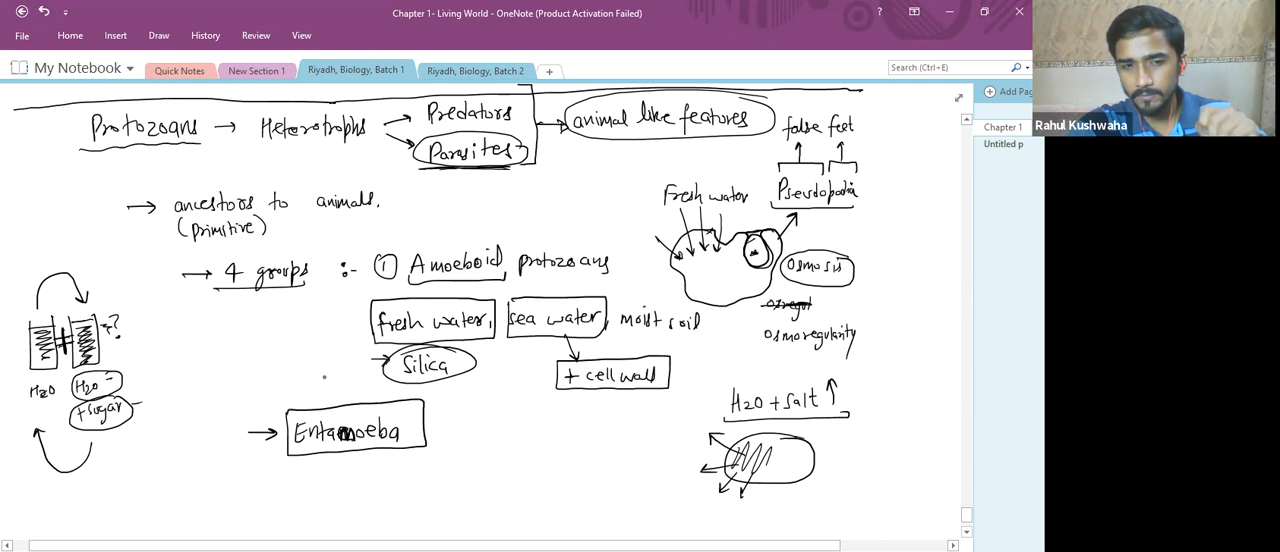 Chapter 1- Living World - OneNote (Product Activation Failed)
?
File Home Insert Draw History Review View
My Notebook
Quick Notes
New Section 1
Riyadh, Biology, Batch 1
Riyadh, Biology, Batch 2
Search (Ctrl+E)
Add Pag
Chapter 1
Untitled p
Rahul Kushwaha
Protozoans → Heterotrophs
Predators
Parasites
animal like features
false feet
Pseudopodia
→ ancestors to animals.
(primitive)
Fresh water
→ 4 groups :- ① Amoeboid protozoans
Osmosis
fresh water, sea water, moist soil
Osmoregularity
→ Silica
+ cell wall
?
H2O
H2O
+ sugar
H2O + salt ↑
→ Entamoeba